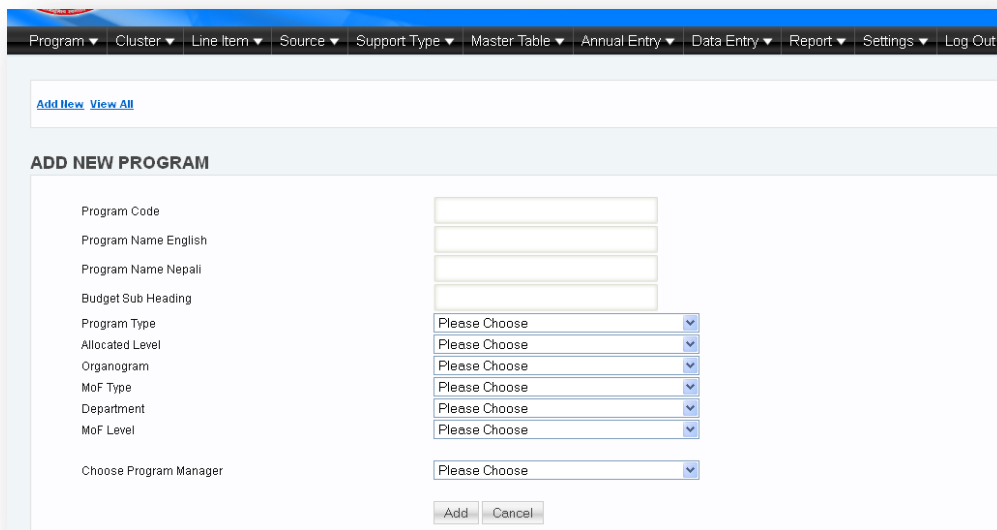 Program ▼ Cluster ▼ Line Item ▼ Source ▼ Support Type ▼ Master Table ▼ Annual Entry ▼ Data Entry ▼ Report ▼ Settings ▼ Log Out
Add New View All
ADD NEW PROGRAM
Program Code
Program Name English
Program Name Nepali
Budget Sub Heading
Program Type Please Choose
Allocated Level Please Choose
Organogram Please Choose
MoF Type Please Choose
Department Please Choose
MoF Level Please Choose
Choose Program Manager Please Choose
Add Cancel